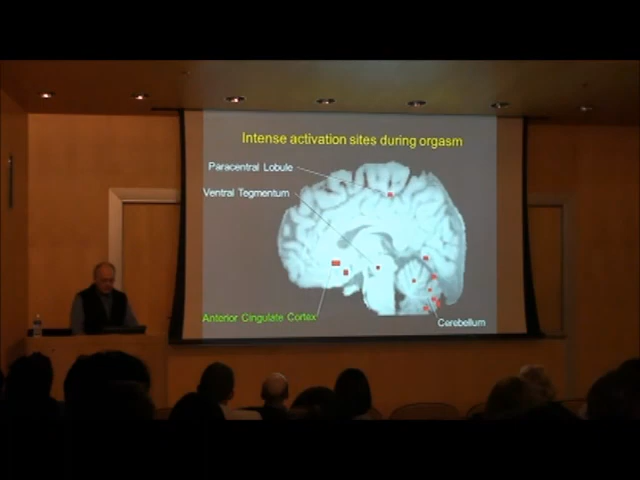 Intense activation sites during orgasm
Paracentral Lobule
Ventral Tegmentum
Anterior Cingulate Cortex
Cerebellum